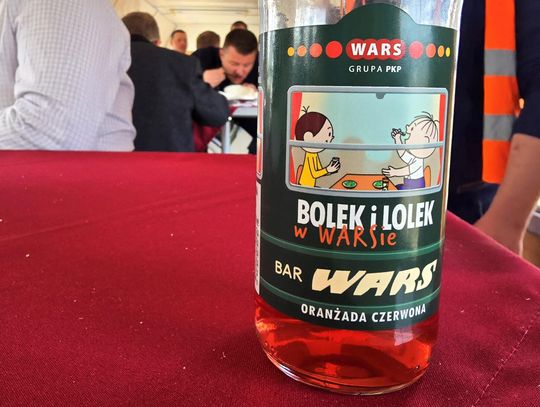 WARS
GRUPA PKP
BOLEK i LOLEK
w WARSie
BAR WARS
ORANŻADA CZERWONA